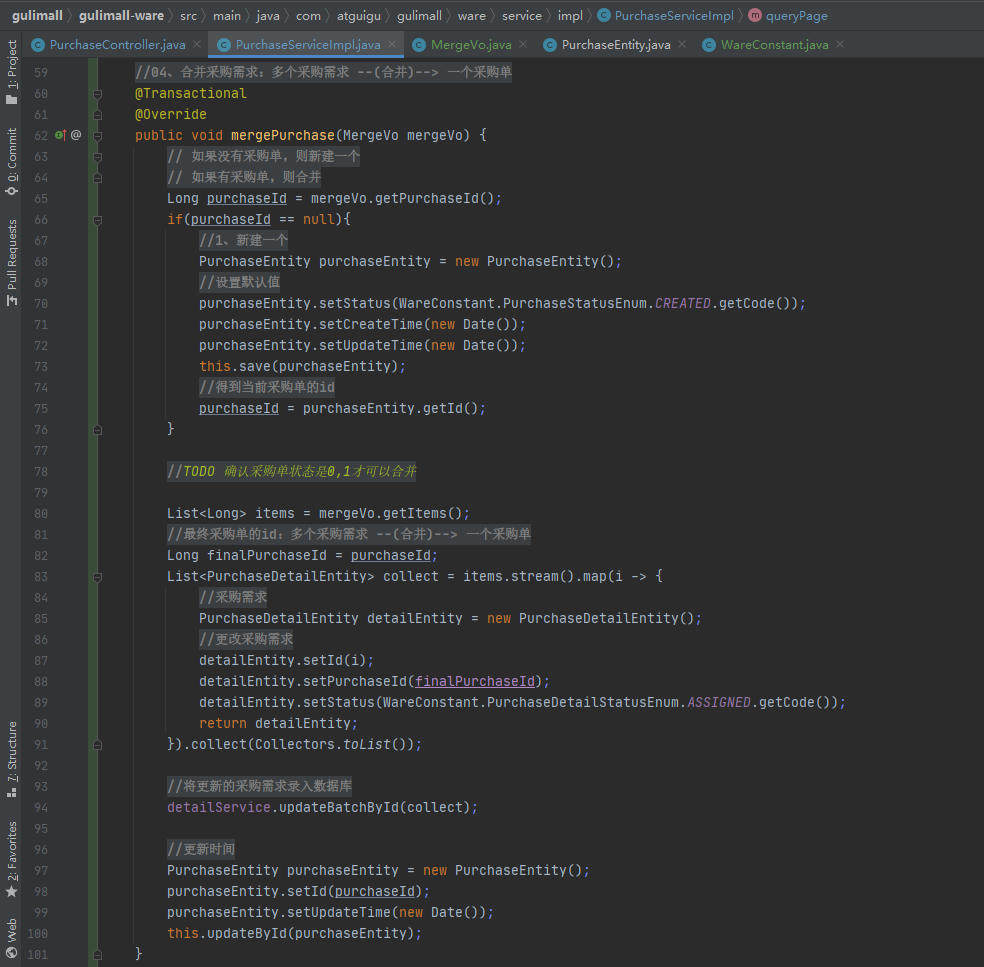 gulimall gulimall-ware src main java com atguigu gulimall ware service impl PurchaseServiceImpl queryPage
PurchaseController.java PurchaseServiceImpl.java MergeVo.java PurchaseEntity.java WareConstant.java
1: Project
0: Commit
Pull Requests
7: Structure
2: Favorites
Web
59 //04、合并采购需求：多个采购需求 --(合并)--> 一个采购单
60 @Transactional
61 @Override
62 public void mergePurchase(MergeVo mergeVo) {
63 // 如果没有采购单，则新建一个
64 // 如果有采购单，则合并
65 Long purchaseId = mergeVo.getPurchaseId();
66 if(purchaseId == null){
67 //1、新建一个
68 PurchaseEntity purchaseEntity = new PurchaseEntity();
69 //设置默认值
70 purchaseEntity.setStatus(WareConstant.PurchaseStatusEnum.CREATED.getCode());
71 purchaseEntity.setCreateTime(new Date());
72 purchaseEntity.setUpdateTime(new Date());
73 this.save(purchaseEntity);
74 //得到当前采购单的id
75 purchaseId = purchaseEntity.getId();
76 }
77
78 //TODO 确认采购单状态是0,1才可以合并
79
80 List<Long> items = mergeVo.getItems();
81 //最终采购单的id：多个采购需求 --(合并)--> 一个采购单
82 Long finalPurchaseId = purchaseId;
83 List<PurchaseDetailEntity> collect = items.stream().map(i -> {
84 //采购需求
85 PurchaseDetailEntity detailEntity = new PurchaseDetailEntity();
86 //更改采购需求
87 detailEntity.setId(i);
88 detailEntity.setPurchaseId(finalPurchaseId);
89 detailEntity.setStatus(WareConstant.PurchaseDetailStatusEnum.ASSIGNED.getCode());
90 return detailEntity;
91 }).collect(Collectors.toList());
92
93 //将更新的采购需求录入数据库
94 detailService.updateBatchById(collect);
95
96 //更新时间
97 PurchaseEntity purchaseEntity = new PurchaseEntity();
98 purchaseEntity.setId(purchaseId);
99 purchaseEntity.setUpdateTime(new Date());
100 this.updateById(purchaseEntity);
101 }